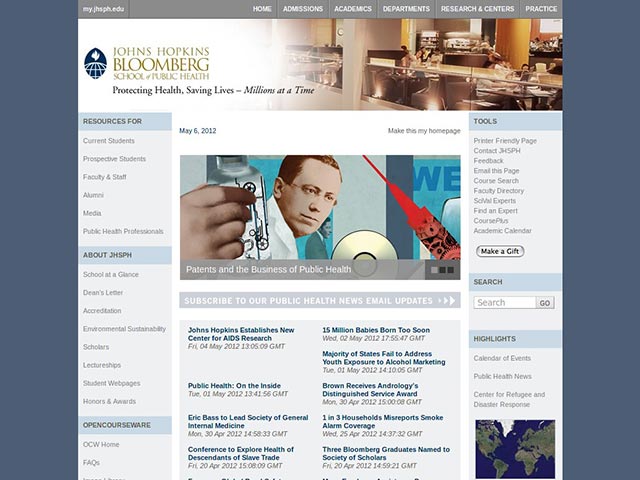 my.jhsph.edu
HOME
ADMISSIONS
ACADEMICS
DEPARTMENTS
RESEARCH & CENTERS
PRACTICE
JOHNS HOPKINS
BLOOMBERG
SCHOOL of PUBLIC HEALTH
Protecting Health, Saving Lives – Millions at a Time
RESOURCES FOR
Current Students
Prospective Students
Faculty & Staff
Alumni
Media
Public Health Professionals
ABOUT JHSPH
School at a Glance
Dean's Letter
Accreditation
Environmental Sustainability
Scholars
Lectureships
Student Webpages
Honors & Awards
OPENCOURSEWARE
OCW Home
FAQs
May 6, 2012
Make this my homepage
WE
Patents and the Business of Public Health
SUBSCRIBE TO OUR PUBLIC HEALTH NEWS EMAIL UPDATES
Johns Hopkins Establishes New
Center for AIDS Research
Fri, 04 May 2012 13:05:09 GMT
15 Million Babies Born Too Soon
Wed, 02 May 2012 17:55:47 GMT
Majority of States Fail to Address
Youth Exposure to Alcohol Marketing
Tue, 01 May 2012 14:10:05 GMT
Public Health: On the Inside
Tue, 01 May 2012 13:41:56 GMT
Brown Receives Andrology's
Distinguished Service Award
Mon, 30 Apr 2012 15:00:08 GMT
Eric Bass to Lead Society of General
Internal Medicine
Mon, 30 Apr 2012 14:58:33 GMT
1 in 3 Households Misreports Smoke
Alarm Coverage
Wed, 25 Apr 2012 14:37:32 GMT
Conference to Explore Health of
Descendants of Slave Trade
Fri, 20 Apr 2012 15:08:09 GMT
Three Bloomberg Graduates Named to
Society of Scholars
Fri, 20 Apr 2012 14:59:21 GMT
TOOLS
Printer Friendly Page
Contact JHSPH
Feedback
Email this Page
Course Search
Faculty Directory
SciVal Experts
Find an Expert
CoursePlus
Academic Calendar
Make a Gift
SEARCH
Search
GO
HIGHLIGHTS
Calendar of Events
Public Health News
Center for Refugee and
Disaster Response